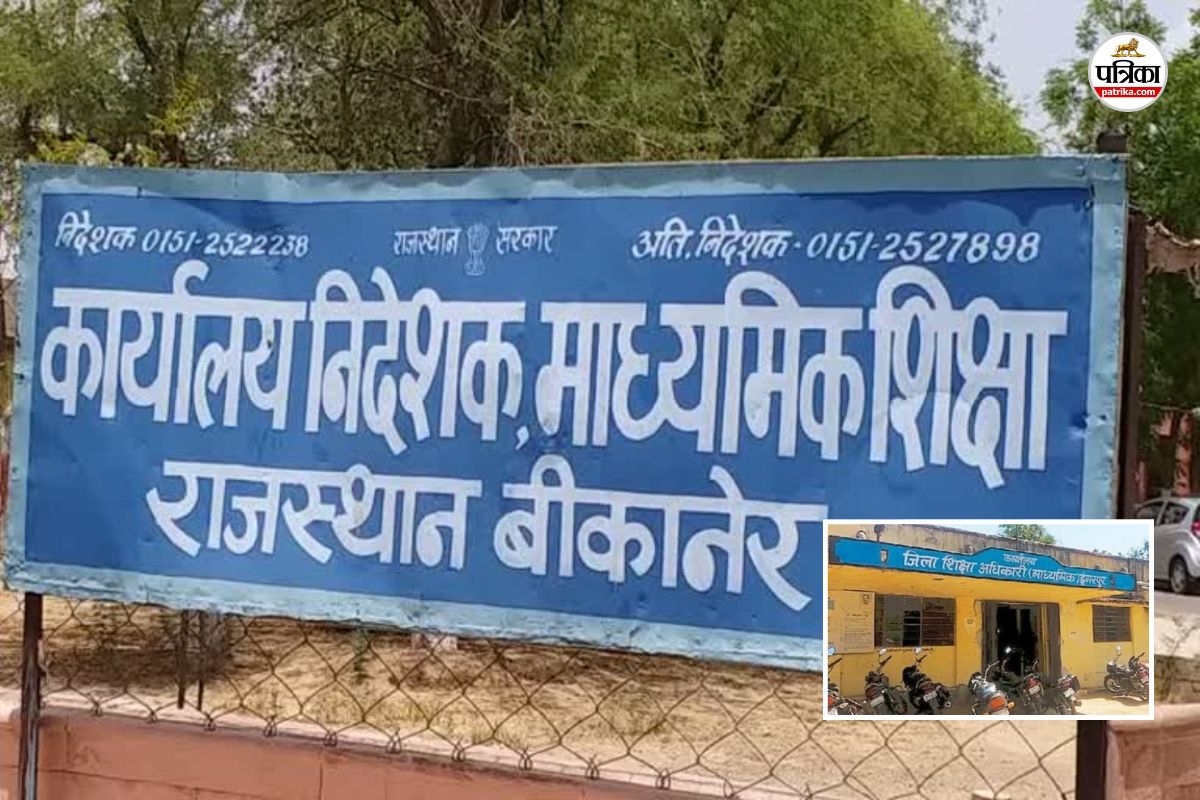 पत्रिका
patrika.com
निदेशक 0151-2522238 राजस्थान सरकार अति. निदेशक - 0151-2527898
कार्यालय निदेशक, माध्यमिक शिक्षा
राजस्थान बीकानेर
कार्यालय
जिला शिक्षा अधिकारी (माध्यमिक) डूंगरपुर